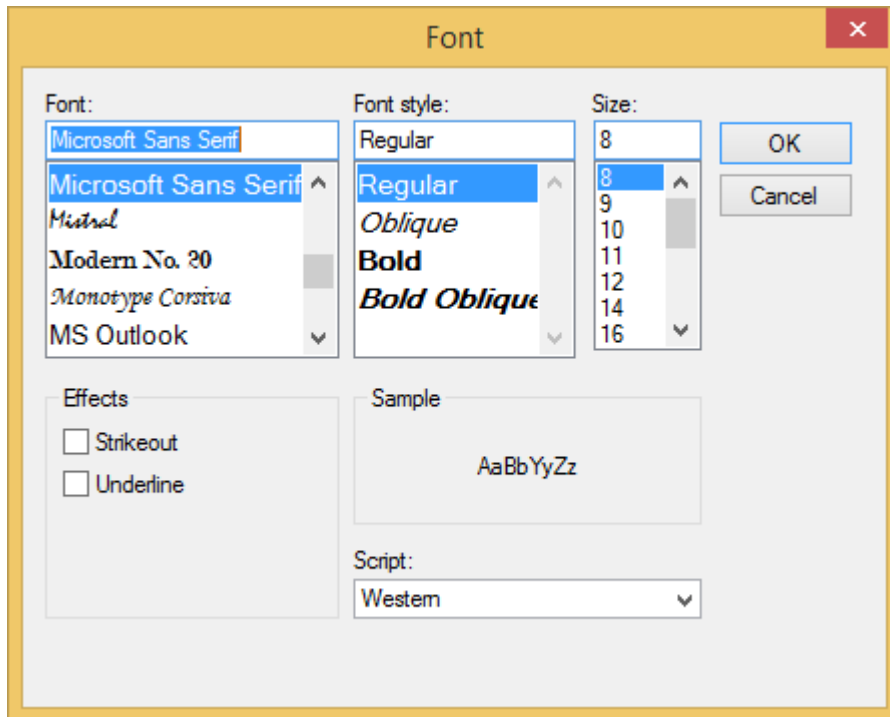 Font
Font:
Microsoft Sans Serif
Microsoft Sans Serif
Mistral
Modern No. 20
Monotype Corsiva
MS Outlook
Font style:
Regular
Regular
Oblique
Bold
Bold Oblique
Size:
8
8
9
10
11
12
14
16
OK
Cancel
Effects
Strikeout
Underline
Sample
AaBbYyZz
Script:
Western